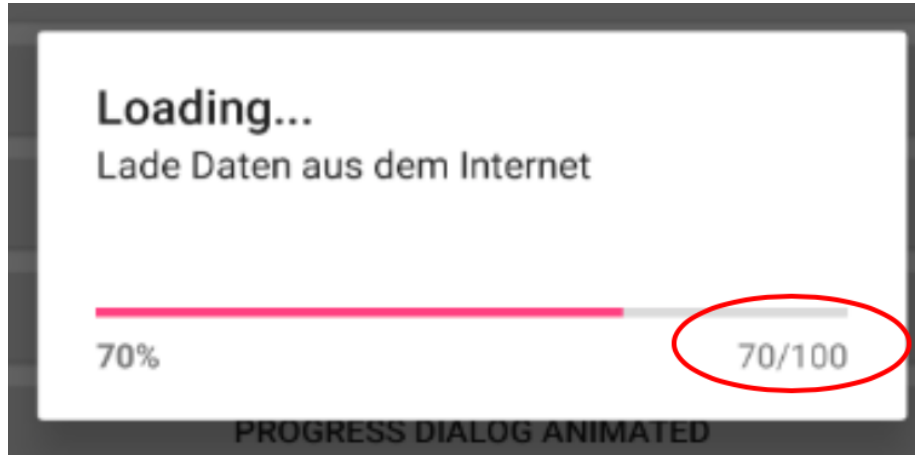 Loading...
Lade Daten aus dem Internet
70% 70/100
PROGRESS DIALOG ANIMATED